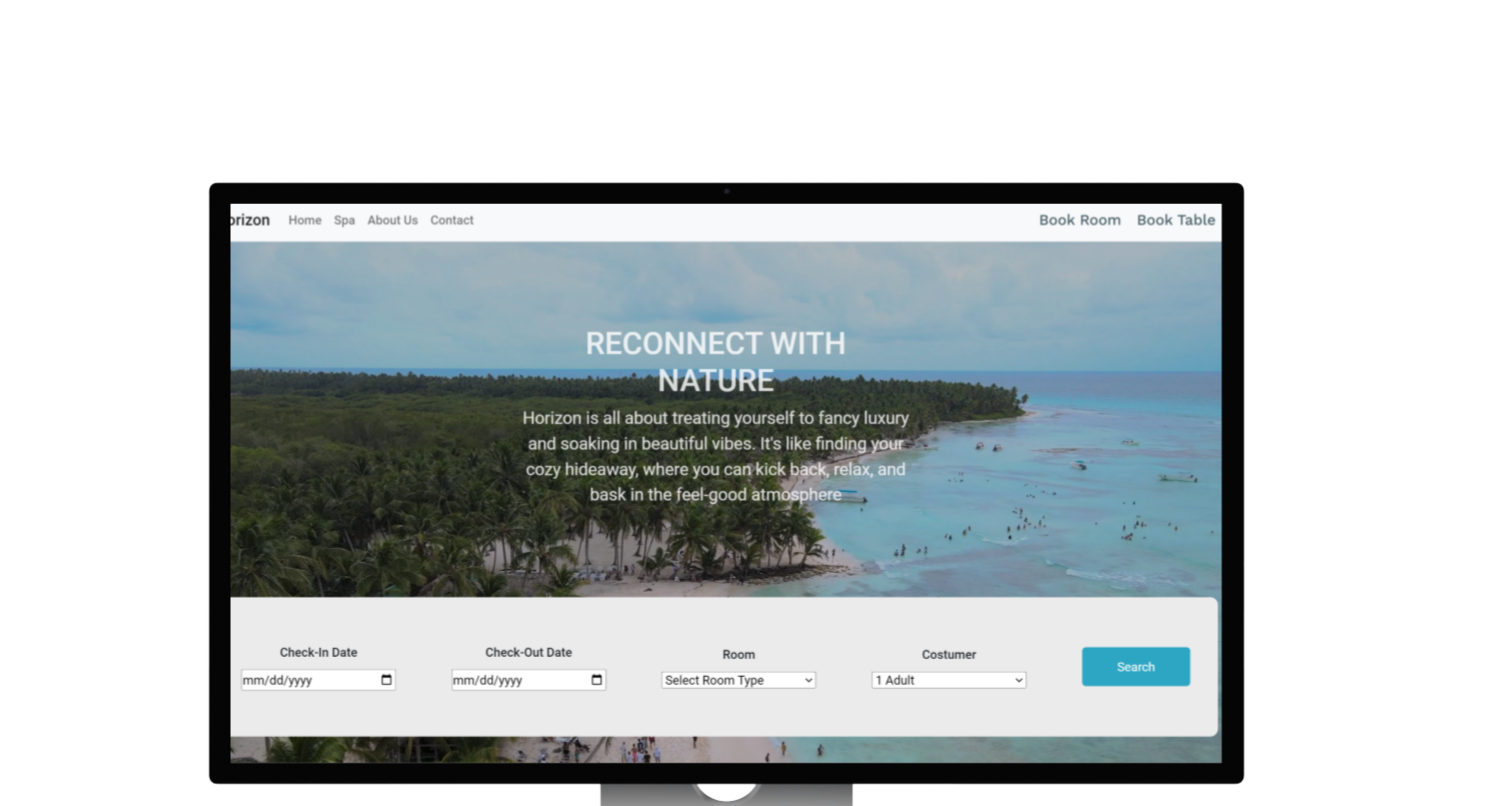 orizon Home Spa About Us Contact Book Room Book Table
RECONNECT WITH
NATURE
Horizon is all about treating yourself to fancy luxury
and soaking in beautiful vibes. It's like finding your
cozy hideaway, where you can kick back, relax, and
bask in the feel-good atmosphere
Check-In Date Check-Out Date Room Costumer
mm/dd/yyyy mm/dd/yyyy Select Room Type 1 Adult Search